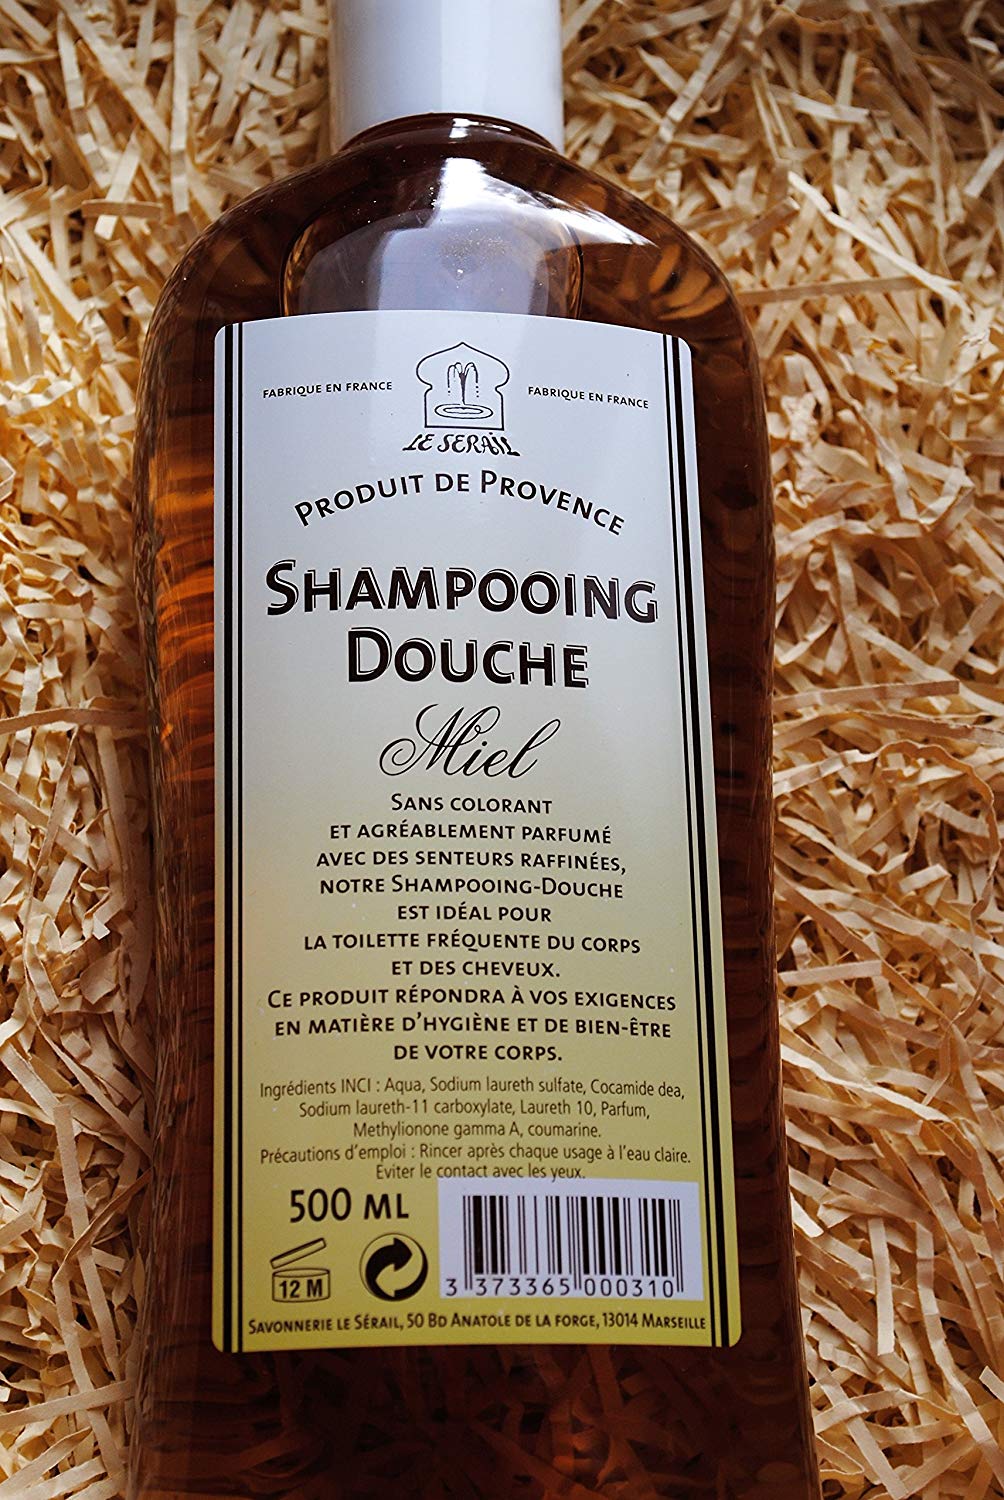 FABRIQUE EN FRANCE
FABRIQUE EN FRANCE
LE SERAIL
PRODUIT DE PROVENCE
SHAMPOOING
DOUCHE
Miel
SANS COLORANT
ET AGRÉABLEMENT PARFUMÉ
AVEC DES SENTEURS RAFFINÉES,
NOTRE SHAMPOOING-DOUCHE
EST IDÉAL POUR
LA TOILETTE FRÉQUENTE DU CORPS
ET DES CHEVEUX.
CE PRODUIT RÉPONDRA À VOS EXIGENCES
EN MATIÈRE D'HYGIÈNE ET DE BIEN-ÊTRE
DE VOTRE CORPS.
Ingrédients INCI : Aqua, Sodium laureth sulfate, Cocamide dea,
Sodium laureth-11 carboxylate, Laureth 10, Parfum,
Methylionone gamma A, coumarine.
Précautions d'emploi : Rincer après chaque usage à l'eau claire.
Eviter le contact avec les yeux.
500 ML
12 M
3 373365 000310
SAVONNERIE LE SÉRAIL, 50 BD ANATOLE DE LA FORGE, 13014 MARSEILLE